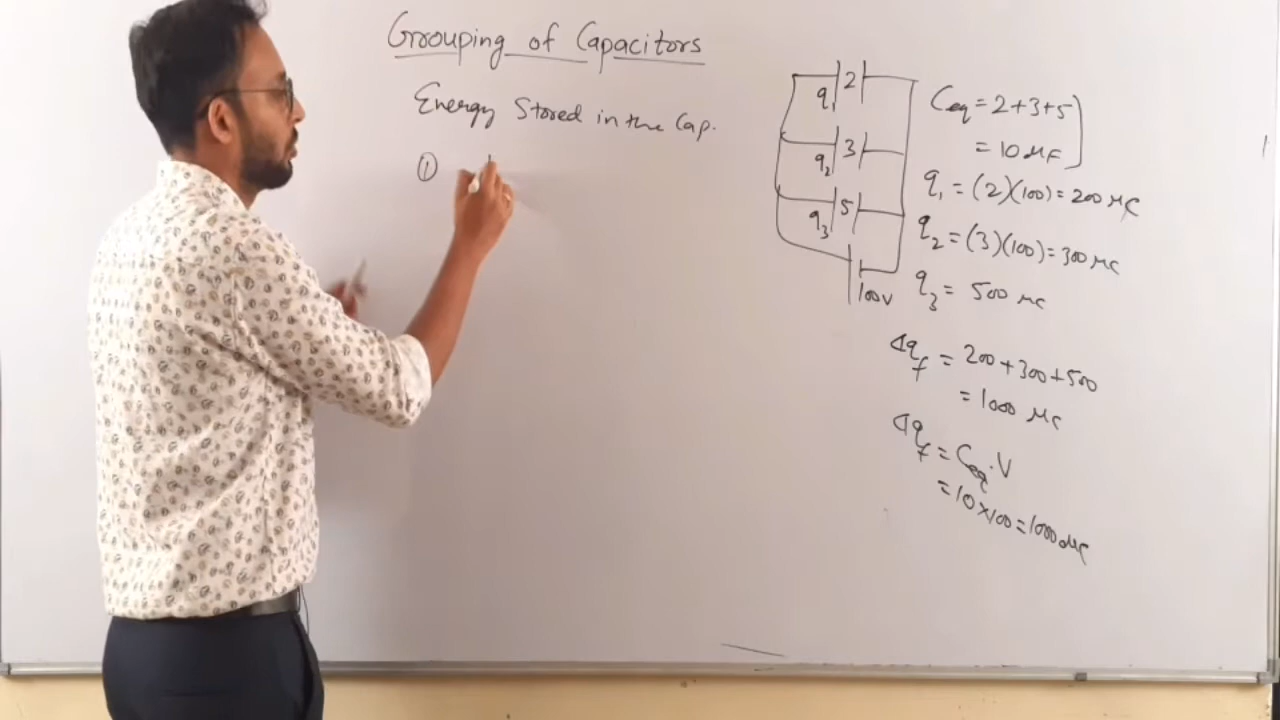 Grouping of Capacitors
Energy Stored in the Cap.
①
2
q₁
3
q₂
5
q₃
100V
Ceq = 2+3+5
= 10 μF
q₁ = (2)(100) = 200 μC
q₂ = (3)(100) = 300 μC
q₃ = 500 μC
Δq_f = 200+300+500
= 1000 μC
Δq_f = Ceq.V
= 10×100 = 1000 μC